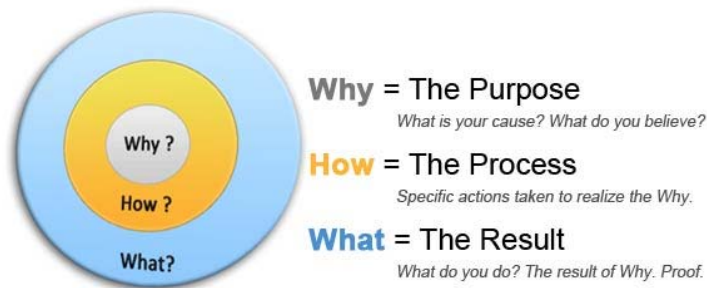 Why ?
How ?
What?
Why = The Purpose
What is your cause? What do you believe?
How = The Process
Specific actions taken to realize the Why.
What = The Result
What do you do? The result of Why. Proof.